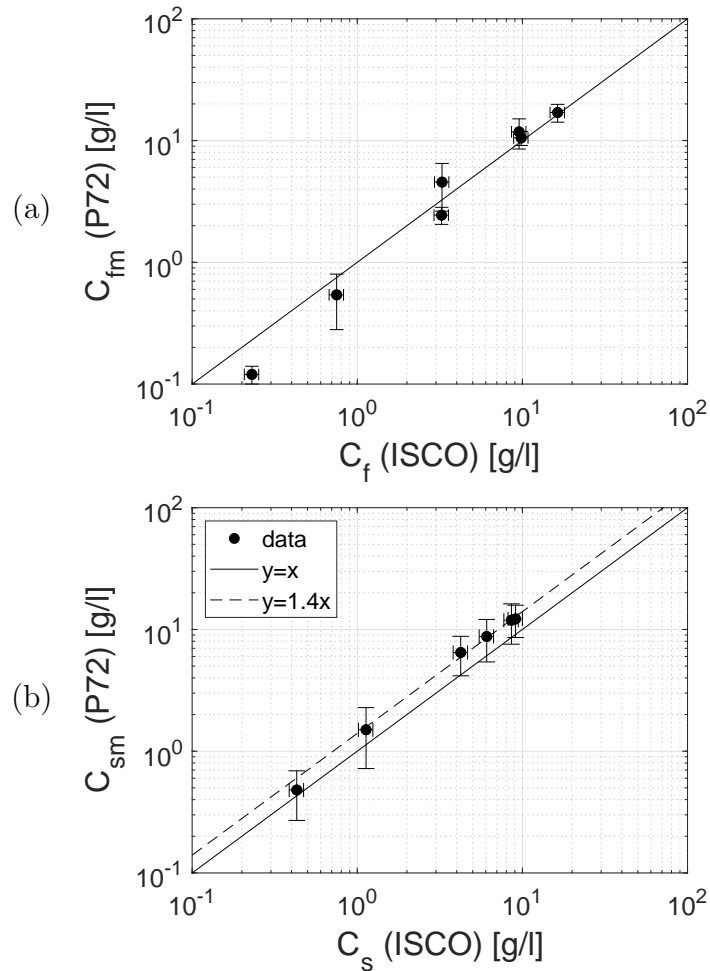 (a)
C_fm (P72) [g/l]
10^2
10^1
10^0
10^-1
10^-1 10^0 10^1 10^2
C_f (ISCO) [g/l]
(b)
C_sm (P72) [g/l]
10^2
10^1
10^0
10^-1
data
y=x
y=1.4x
10^-1 10^0 10^1 10^2
C_s (ISCO) [g/l]